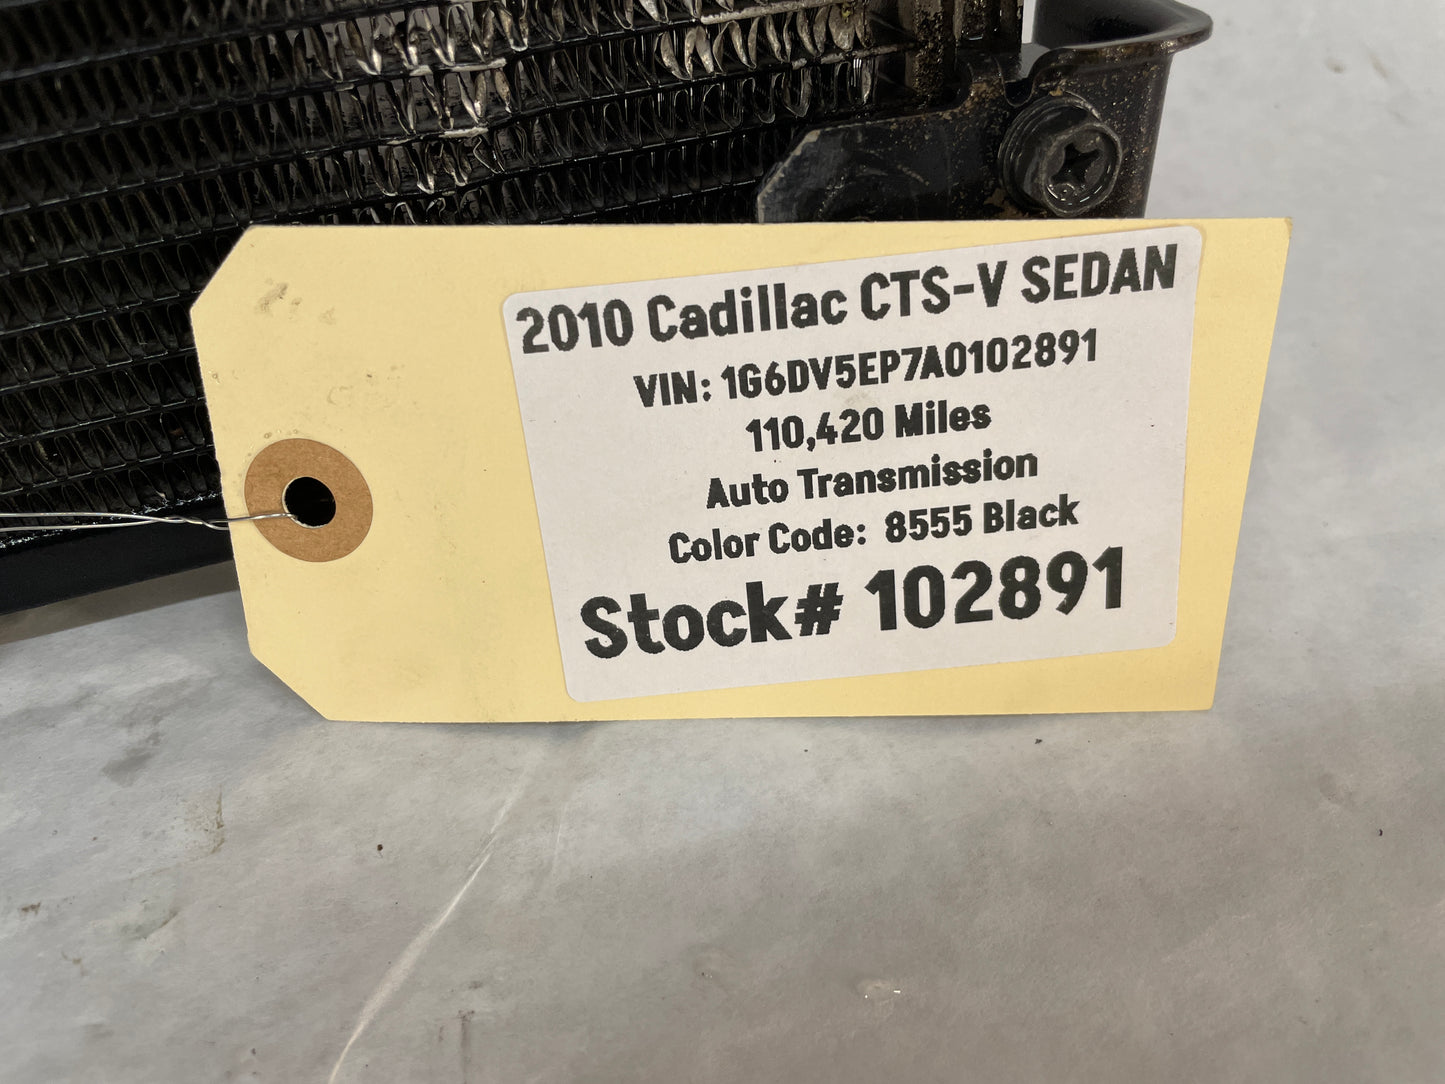 2010 Cadillac CTS-V SEDAN
VIN: 1G6DV5EP7A0102891
110,420 Miles
Auto Transmission
Color Code: 8555 Black
Stock# 102891